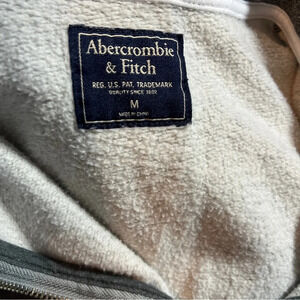 Abercrombie
& Fitch
REG. U.S. PAT. TRADEMARK
QUALITY SINCE 1892
M
MADE IN CHINA